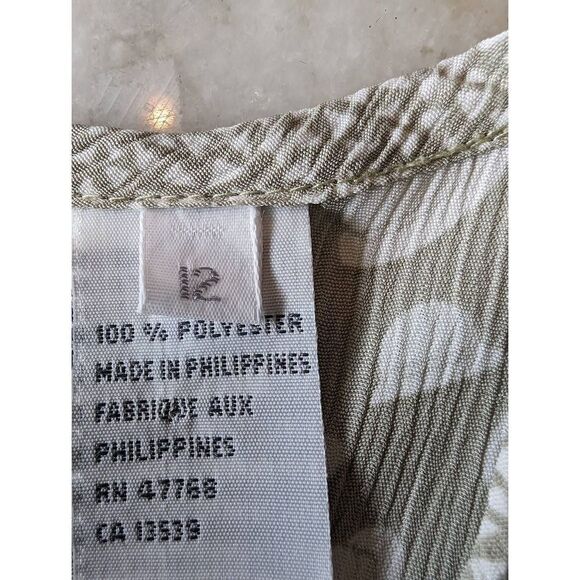 12
100 % POLYESTER
MADE IN PHILIPPINES
FABRIQUE AUX
PHILIPPINES
RN 47768
CA 13539